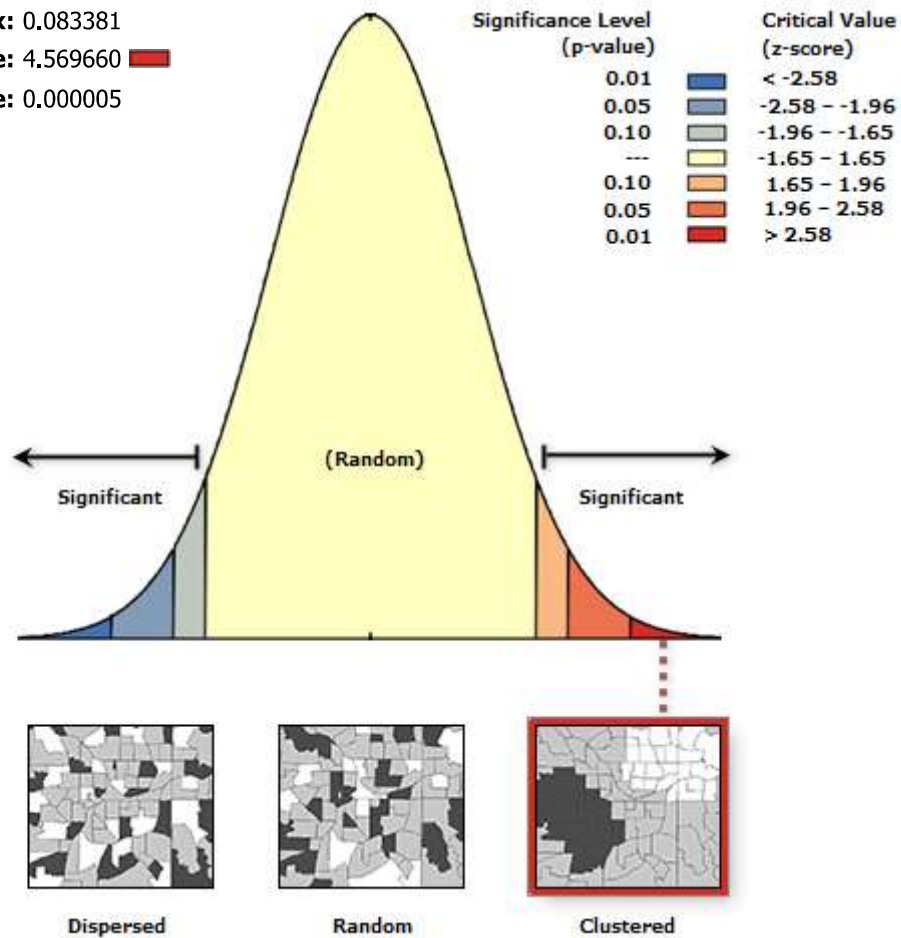 x: 0.083381
e: 4.569660
e: 0.000005
Significance Level
(p-value)
Critical Value
(z-score)
0.01 < -2.58
0.05 -2.58 – -1.96
0.10 -1.96 – -1.65
--- -1.65 – 1.65
0.10 1.65 – 1.96
0.05 1.96 – 2.58
0.01 > 2.58
(Random)
Significant
Significant
Dispersed
Random
Clustered